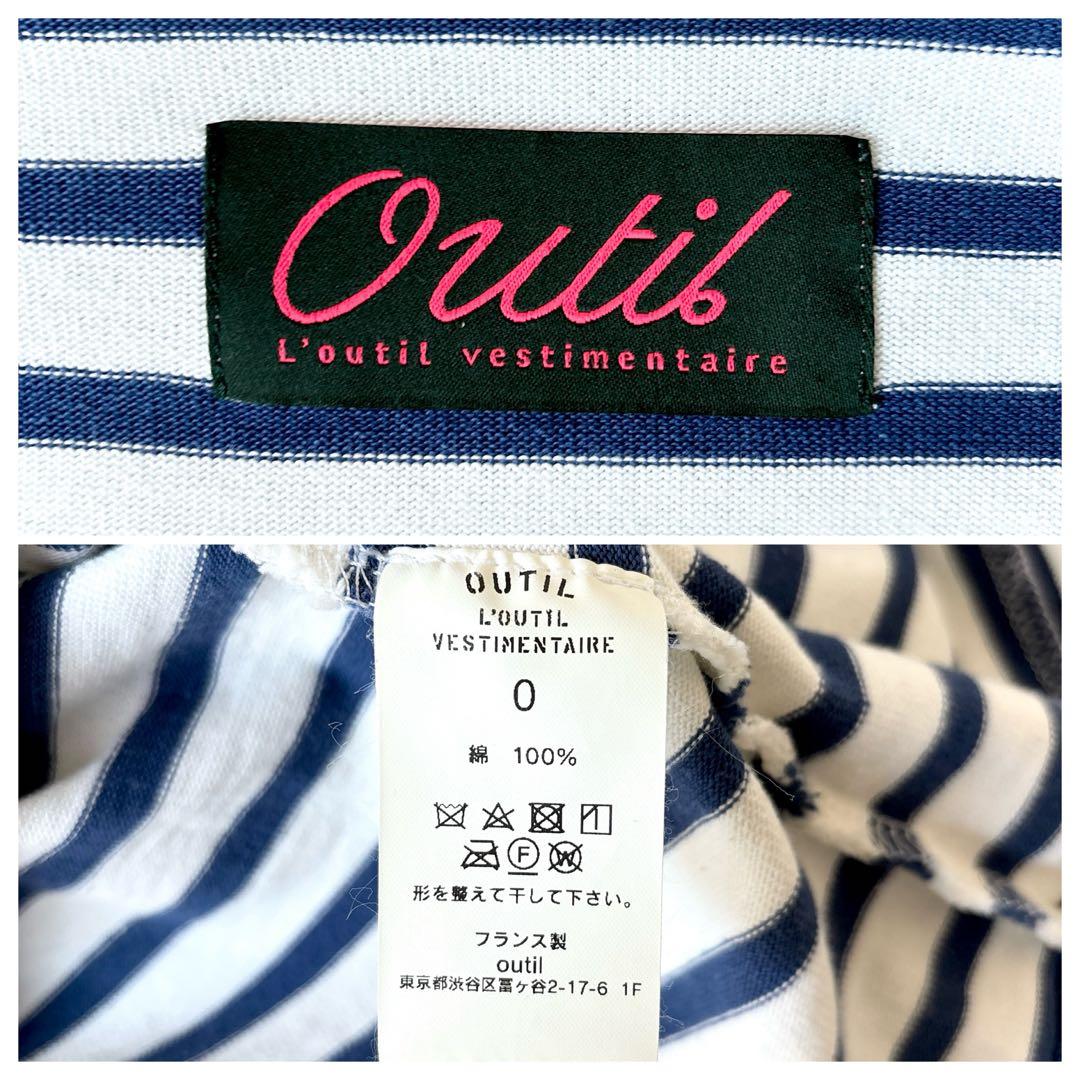 Outil
L'outil vestimentaire
OUTIL
L'OUTIL
VESTIMENTAIRE
0
綿 100%
F W
形を整えて干して下さい。
フランス製
outil
東京都渋谷区冨ヶ谷2-17-6 1F